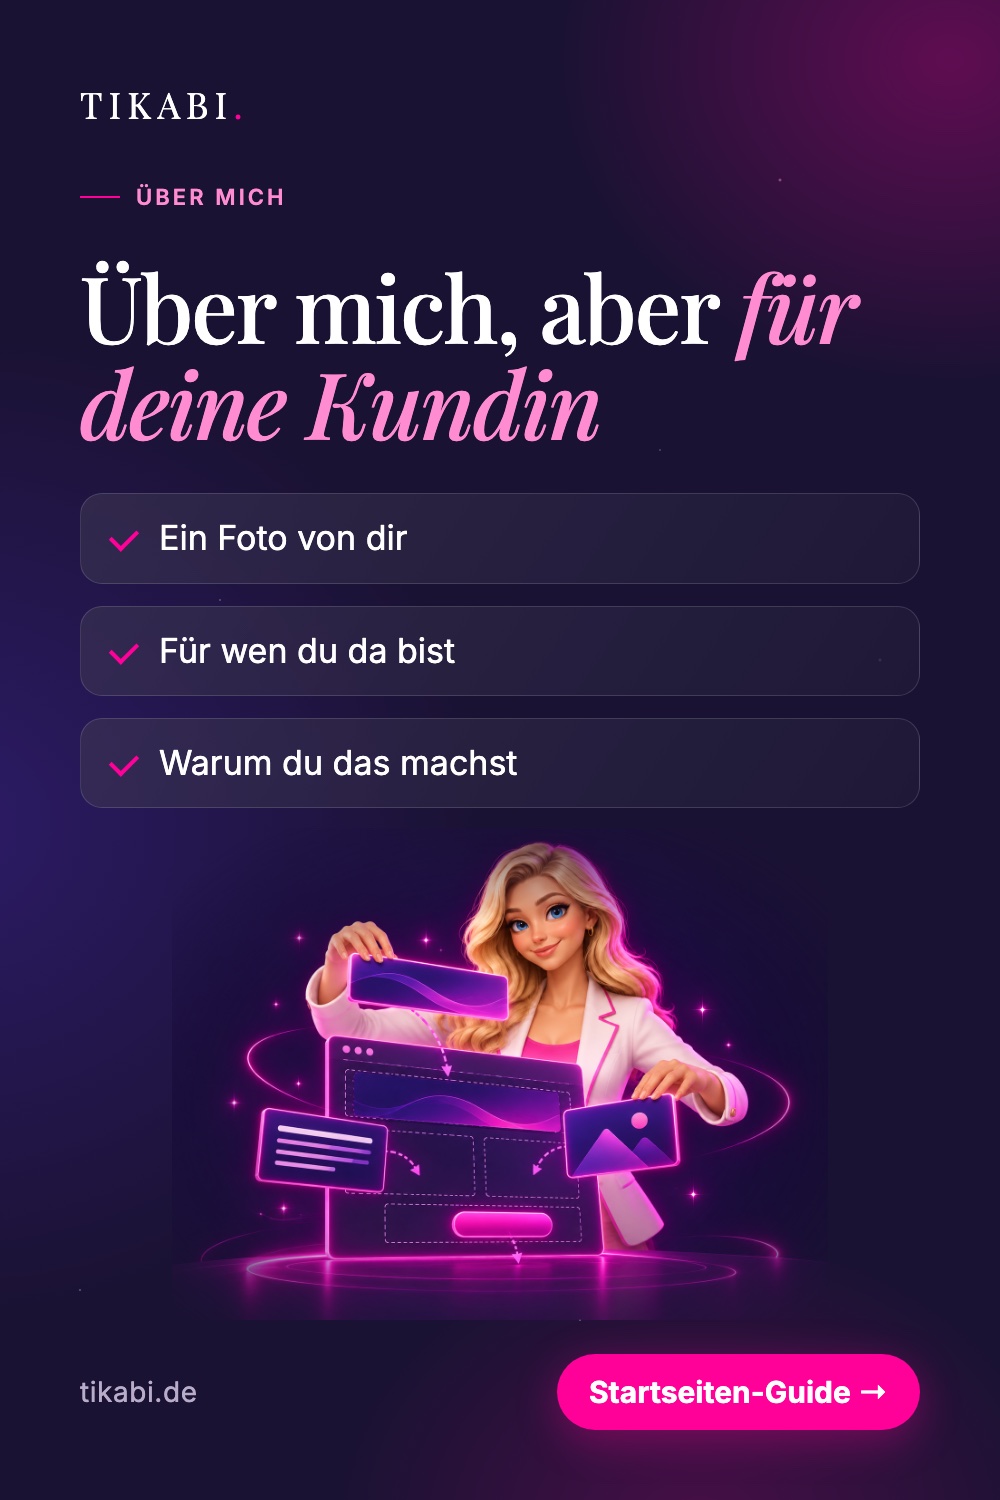 TIKABI.
ÜBER MICH
Über mich, aber für
deine Kundin
Ein Foto von dir
Für wen du da bist
Warum du das machst
tikabi.de
Startseiten-Guide →